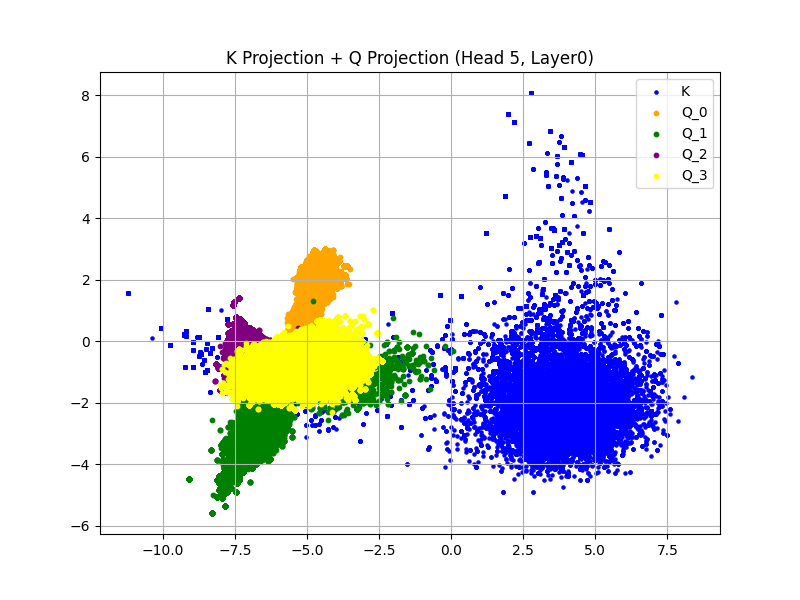 K Projection + Q Projection (Head 5, Layer0)
K
Q_0
Q_1
Q_2
Q_3
8
6
4
2
0
−2
−4
−6
−10.0 −7.5 −5.0 −2.5 0.0 2.5 5.0 7.5